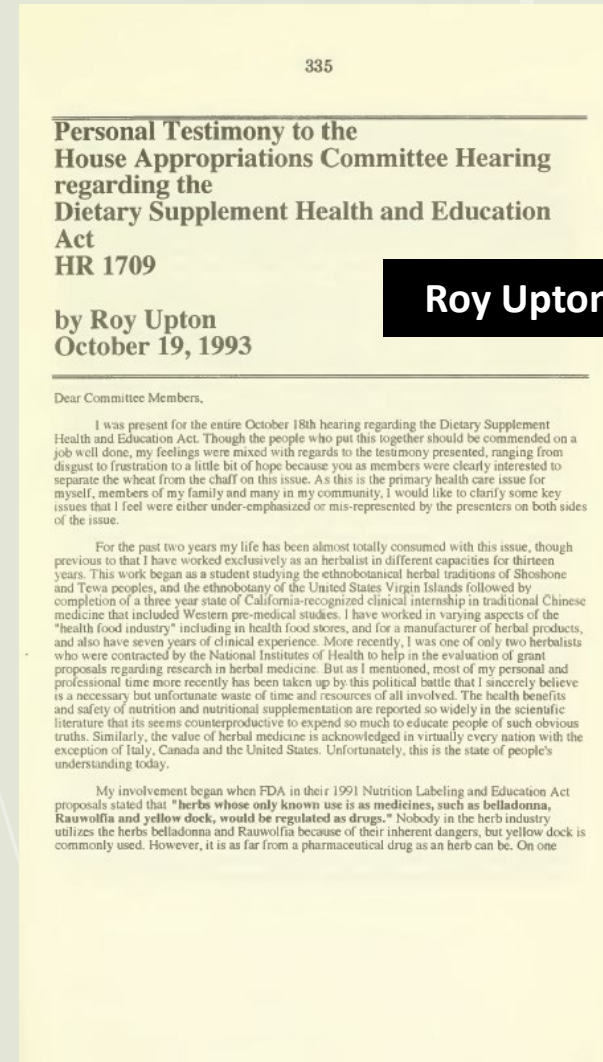 335
Personal Testimony to the
House Appropriations Committee Hearing
regarding the
Dietary Supplement Health and Education
Act
HR 1709
Roy Upton
by Roy Upton
October 19, 1993
Dear Committee Members,
I was present for the entire October 18th hearing regarding the Dietary Supplement
Health and Education Act. Though the people who put this together should be commended on a
job well done, my feelings were mixed with regards to the testimony presented, ranging from
disgust to frustration to a little bit of hope because you as members were clearly interested to
separate the wheat from the chaff on this issue. As this is the primary health care issue for
myself, members of my family and many in my community, I would like to clarify some key
issues that I feel were either under-emphasized or mis-represented by the presenters on both sides
of the issue.
For the past two years my life has been almost totally consumed with this issue, though
previous to that I have worked exclusively as an herbalist in different capacities for thirteen
years. This work began as a student studying the ethnobotanical herbal traditions of Shoshone
and Tewa peoples, and the ethnobotany of the United States Virgin Islands followed by
completion of a three year state of California-recognized clinical internship in traditional Chinese
medicine that included Western pre-medical studies. I have worked in varying aspects of the
"health food industry" including in health food stores, and for a manufacturer of herbal products,
and also have seven years of clinical experience. More recently, I was one of only two herbalists
who were contracted by the National Institutes of Health to help in the evaluation of grant
proposals regarding research in herbal medicine. But as I mentioned, most of my personal and
professional time more recently has been taken up by this political battle that I sincerely believe
is a necessary but unfortunate waste of time and resources of all involved. The health benefits
and safety of nutrition and nutritional supplementation are reported so widely in the scientific
literature that its seems counterproductive to expend so much to educate people of such obvious
truths. Similarly, the value of herbal medicine is acknowledged in virtually every nation with the
exception of Italy, Canada and the United States. Unfortunately, this is the state of people's
understanding today.
My involvement began when FDA in their 1991 Nutrition Labeling and Education Act
proposals stated that "herbs whose only known use is as medicines, such as belladonna,
Rauwolfia and yellow dock, would be regulated as drugs." Nobody in the herb industry
utilizes the herbs belladonna and Rauwolfia because of their inherent dangers, but yellow dock is
commonly used. However, it is as far from a pharmaceutical drug as an herb can be. On one